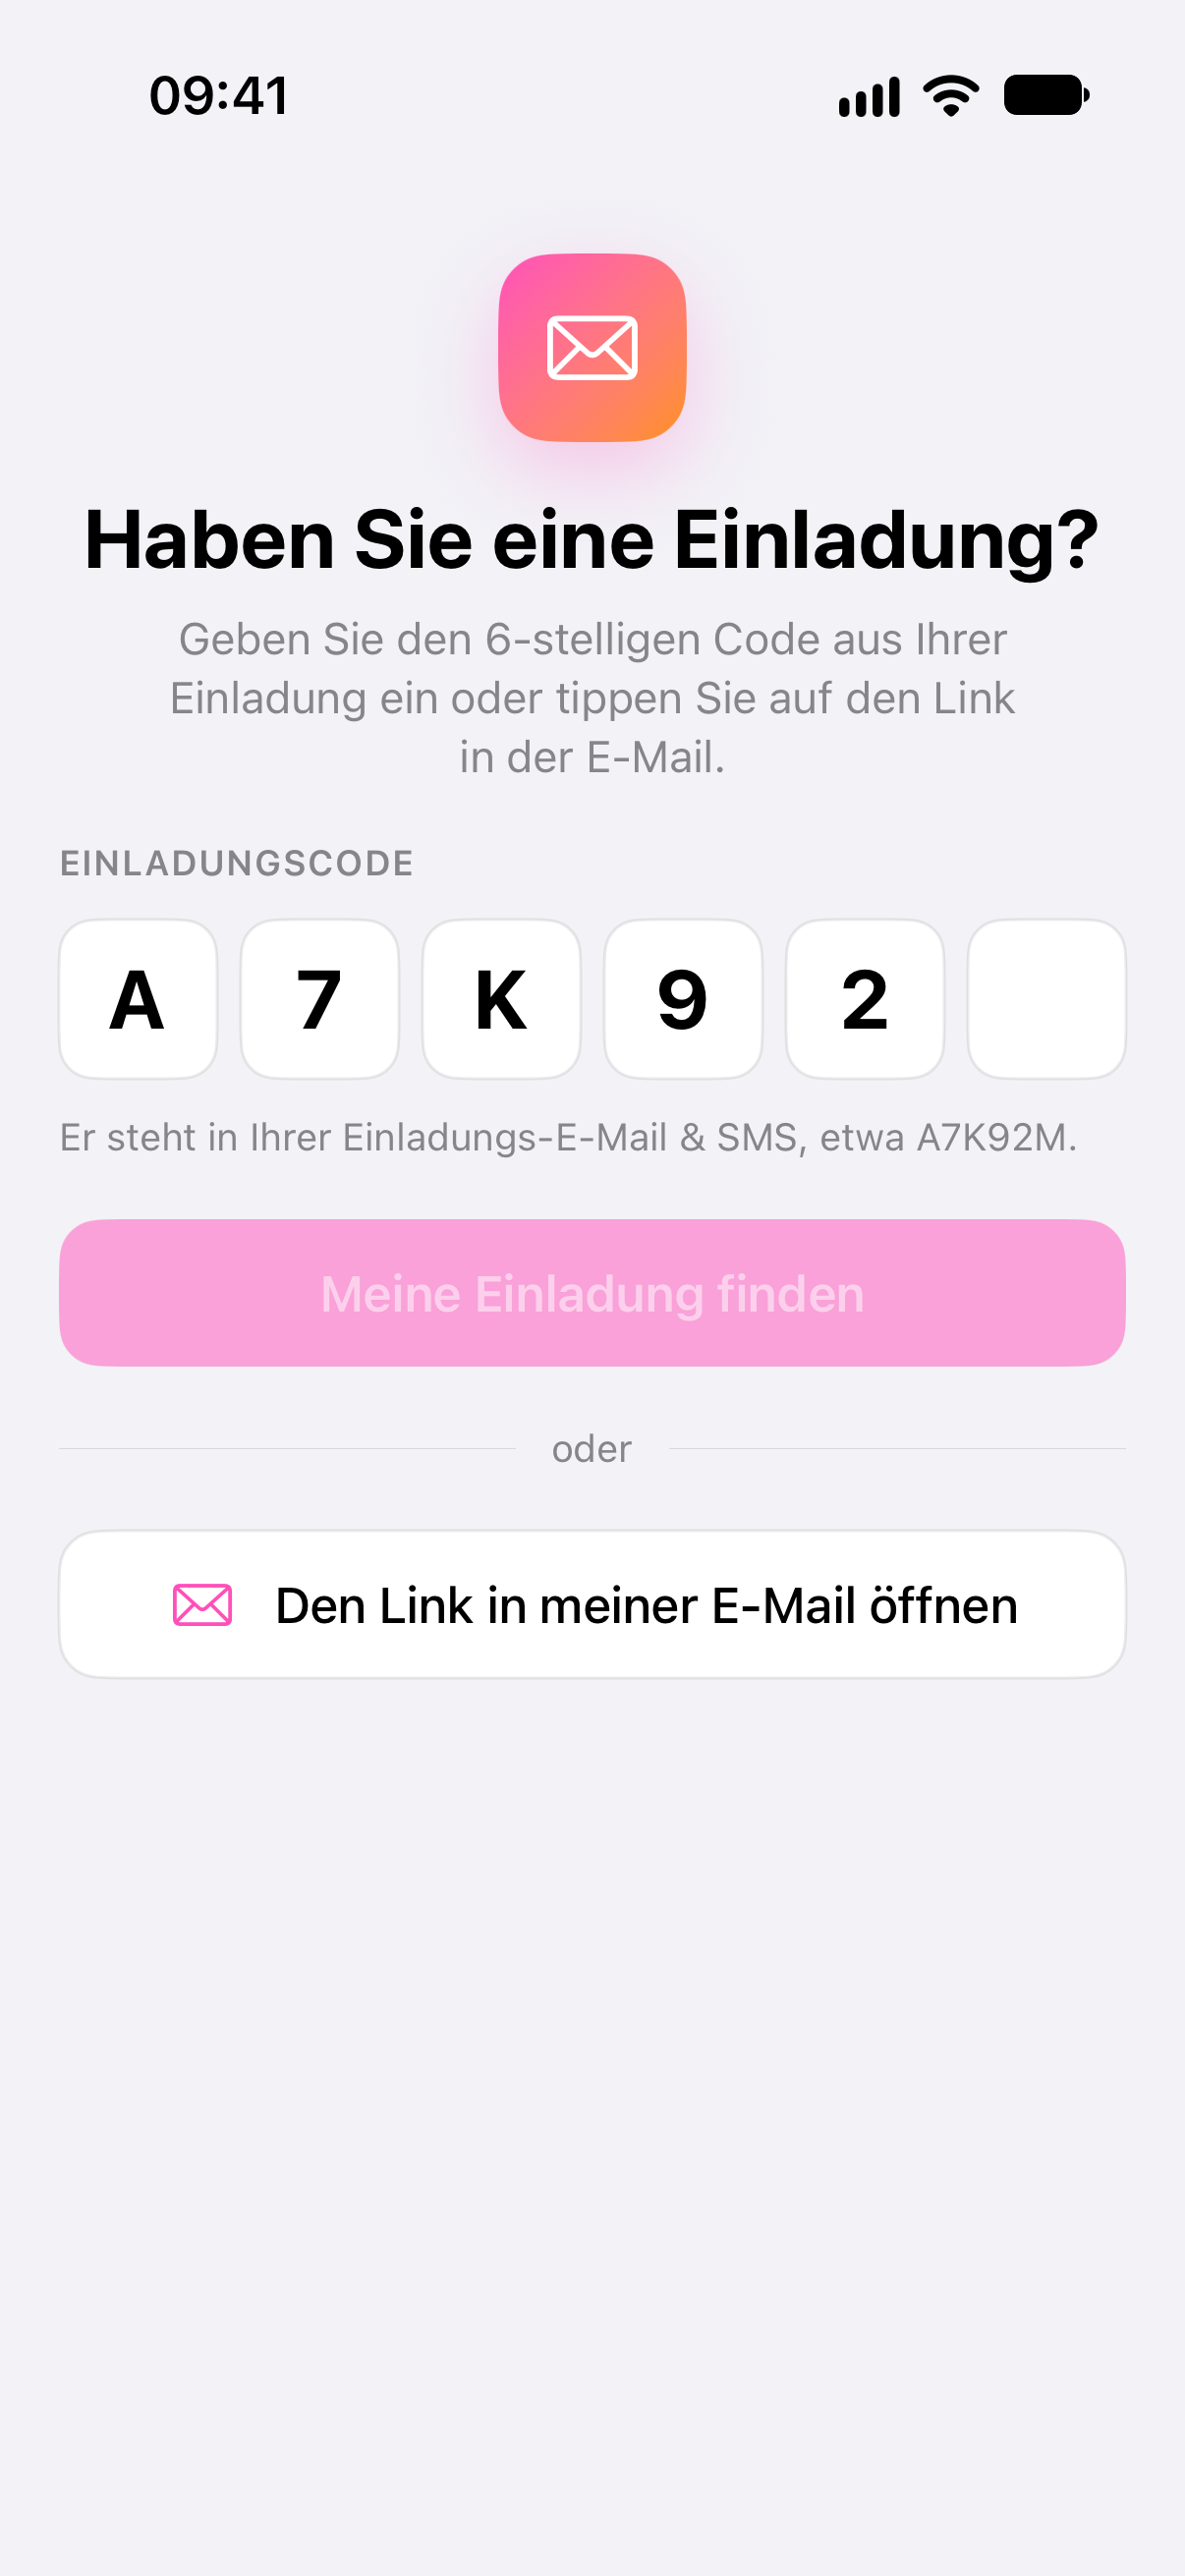 09:41
Haben Sie eine Einladung?
Geben Sie den 6-stelligen Code aus Ihrer
Einladung ein oder tippen Sie auf den Link
in der E-Mail.
EINLADUNGSCODE
A 7 K 9 2
Er steht in Ihrer Einladungs-E-Mail & SMS, etwa A7K92M.
Meine Einladung finden
oder
Den Link in meiner E-Mail öffnen